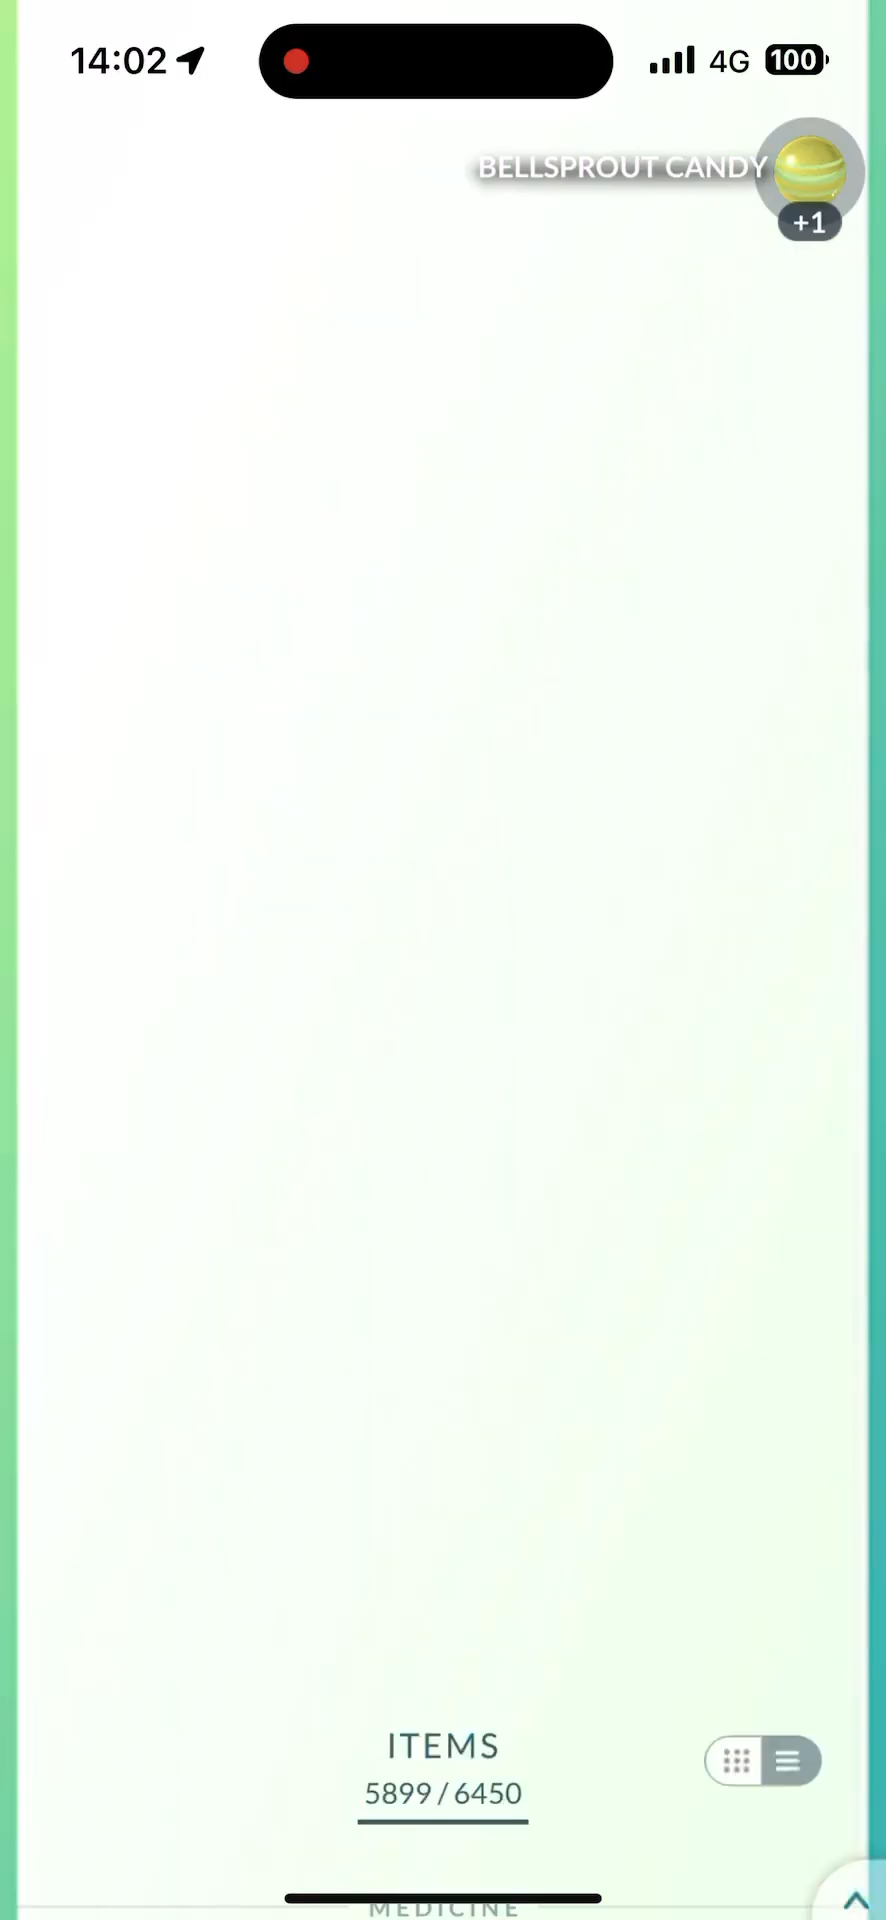 14:02 4G 100
BELLSPROUT CANDY
+1
ITEMS
5899 / 6450
MEDICINE